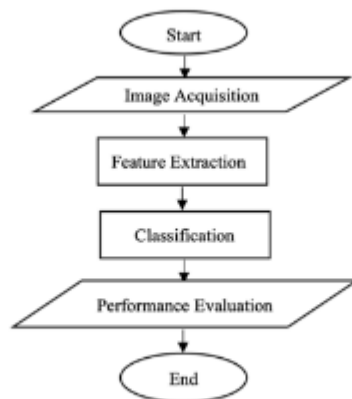 Start
Image Acquisition
Feature Extraction
Classification
Performance Evaluation
End